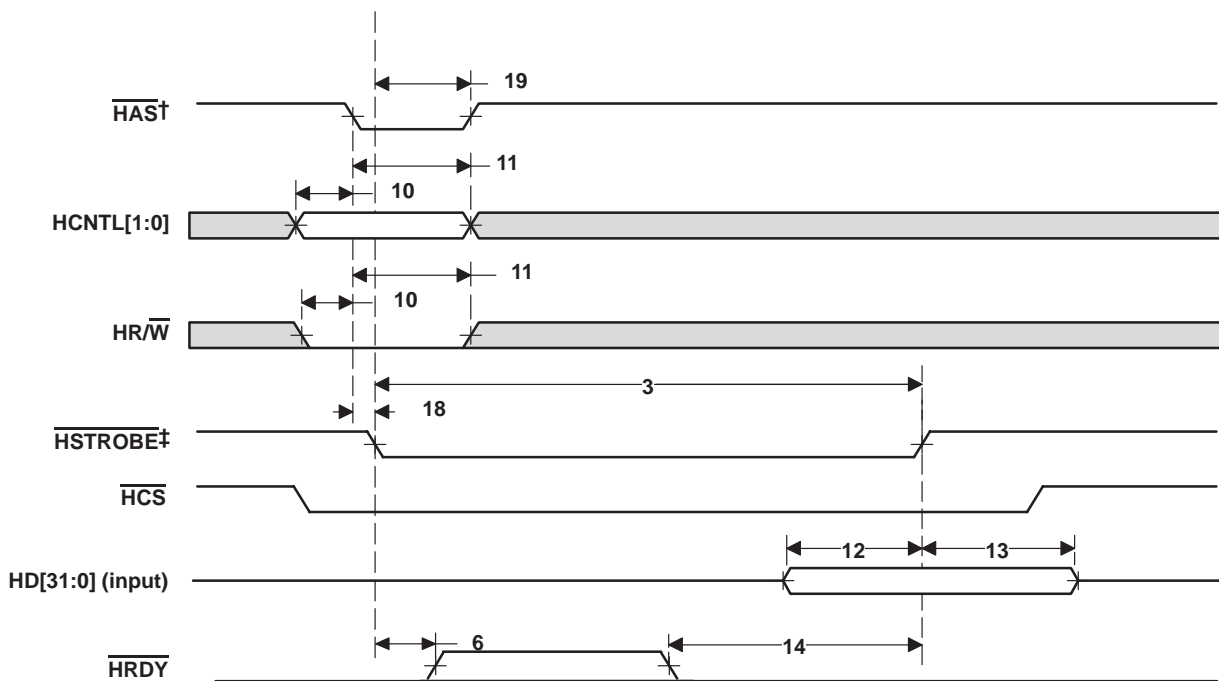 19
HAS†
11
10
HCNTL[1:0]
11
10
HR/W
3
18
HSTROBE‡
HCS
12 13
HD[31:0] (input)
6 14
HRDY